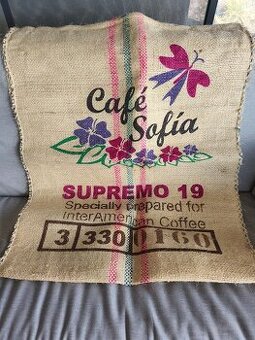 Café
Sofía
SUPREMO 19
Specially prepared for
InterAmerican Coffee
3 330 0160